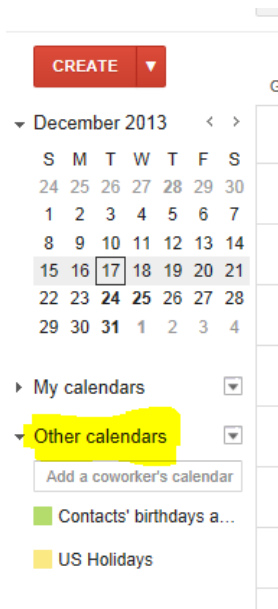 CREATE
December 2013 < >
S M T W T F S
24 25 26 27 28 29 30
1 2 3 4 5 6 7
8 9 10 11 12 13 14
15 16 17 18 19 20 21
22 23 24 25 26 27 28
29 30 31 1 2 3 4
My calendars
Other calendars
Add a coworker's calendar
Contacts' birthdays a...
US Holidays